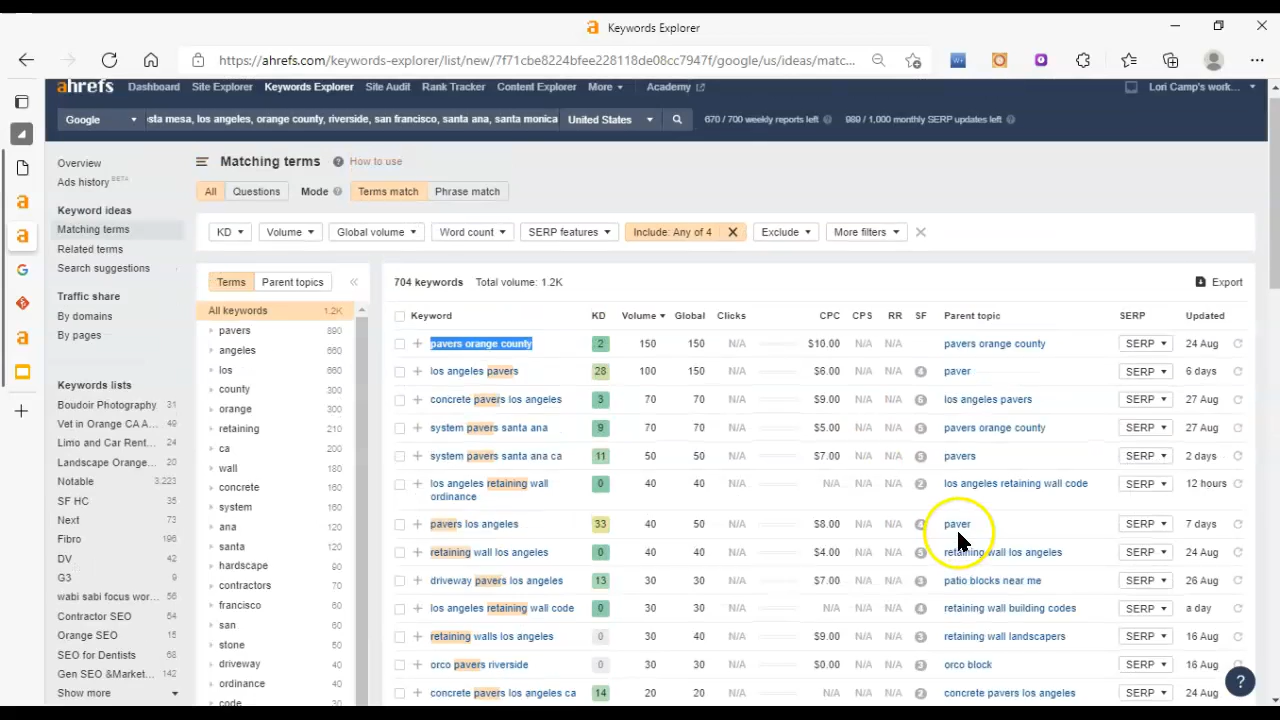 Keywords Explorer
https://ahrefs.com/keywords-explorer/list/new/7f71cbe8224bfee228118de08cc7947f/google/us/ideas/matc...
ahrefs Dashboard Site Explorer Keywords Explorer Site Audit Rank Tracker Content Explorer More Academy Lori Camp's work...
Google sta mesa, los angeles, orange county, riverside, san francisco, santa ana, santa monica United States 670 / 700 weekly reports left 989 / 1,000 monthly SERP updates left
Overview
Ads history BETA
Keyword ideas
Matching terms
Related terms
Search suggestions
Traffic share
By domains
By pages
Keywords lists
Boudoir Photography 31
Vet in Orange CA A... 49
Limo and Car Rent... 24
Landscape Orange... 20
Notable 3,223
SF HC 35
Next 73
Fibro 196
DV 42
G3 9
wabi sabi focus wor... 56
Contractor SEO 64
Orange SEO 15
SEO for Dentists 68
Gen SEO &Market... 142
Show more
Matching terms How to use
All Questions Mode Terms match Phrase match
KD Volume Global volume Word count SERP features Include: Any of 4 Exclude More filters
Terms Parent topics
All keywords 1.2K
pavers 890
angeles 660
los 660
county 300
orange 300
retaining 210
ca 200
wall 180
concrete 160
system 160
ana 120
santa 120
hardscape 90
contractors 70
francisco 60
san 60
stone 50
driveway 40
ordinance 40
code 30
704 keywords Total volume: 1.2K Export
Keyword KD Volume Global Clicks CPC CPS RR SF Parent topic SERP Updated
pavers orange county 2 150 150 N/A $10.00 N/A N/A pavers orange county SERP 24 Aug
los angeles pavers 28 100 150 N/A $6.00 N/A N/A 4 paver SERP 6 days
concrete pavers los angeles 3 70 70 N/A $9.00 N/A N/A 6 los angeles pavers SERP 27 Aug
system pavers santa ana 9 70 70 N/A $5.00 N/A N/A 3 pavers orange county SERP 27 Aug
system pavers santa ana ca 11 50 50 N/A $7.00 N/A N/A 3 pavers SERP 2 days
los angeles retaining wall 0 40 40 N/A N/A N/A N/A 2 los angeles retaining wall code SERP 12 hours
ordinance
pavers los angeles 33 40 50 N/A $8.00 N/A N/A 4 paver SERP 7 days
retaining wall los angeles 0 40 40 N/A $4.00 N/A N/A 5 retaining wall los angeles SERP 24 Aug
driveway pavers los angeles 13 30 30 N/A $7.00 N/A N/A 3 patio blocks near me SERP 26 Aug
los angeles retaining wall code 0 30 30 N/A N/A N/A N/A 4 retaining wall building codes SERP a day
retaining walls los angeles 0 30 40 N/A $9.00 N/A N/A 3 retaining wall landscapers SERP 16 Aug
orco pavers riverside 0 30 30 N/A $0.00 N/A N/A 3 orco block SERP 16 Aug
concrete pavers los angeles ca 14 20 20 N/A N/A N/A 2 concrete pavers los angeles SERP 24 Aug